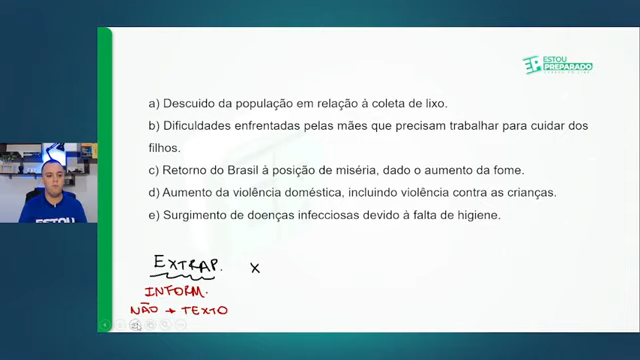 ESTOU
PREPARADO
a) Descuido da população em relação à coleta de lixo.
b) Dificuldades enfrentadas pelas mães que precisam trabalhar para cuidar dos
filhos.
c) Retorno do Brasil à posição de miséria, dado o aumento da fome.
d) Aumento da violência doméstica, incluindo violência contra as crianças.
e) Surgimento de doenças infecciosas devido à falta de higiene.
EXTRAP. X
INFORM.
NÃO → TEXTO
ESTOU